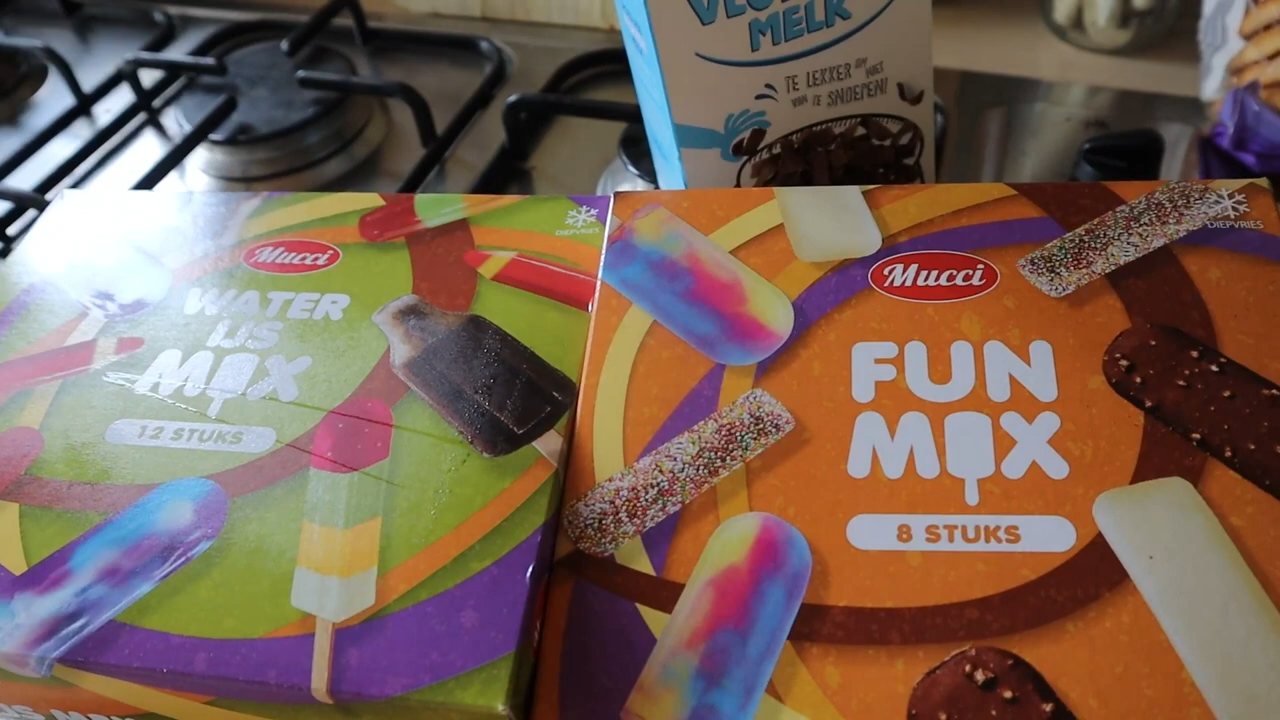 MELK
TE LEKKER OM NIET
VAN TE SNOEPEN!
DIEPVRIES
Mucci
WATER
IJS
MIX
12 STUKS
DIEPVRIES
Mucci
FUN
MIX
8 STUKS